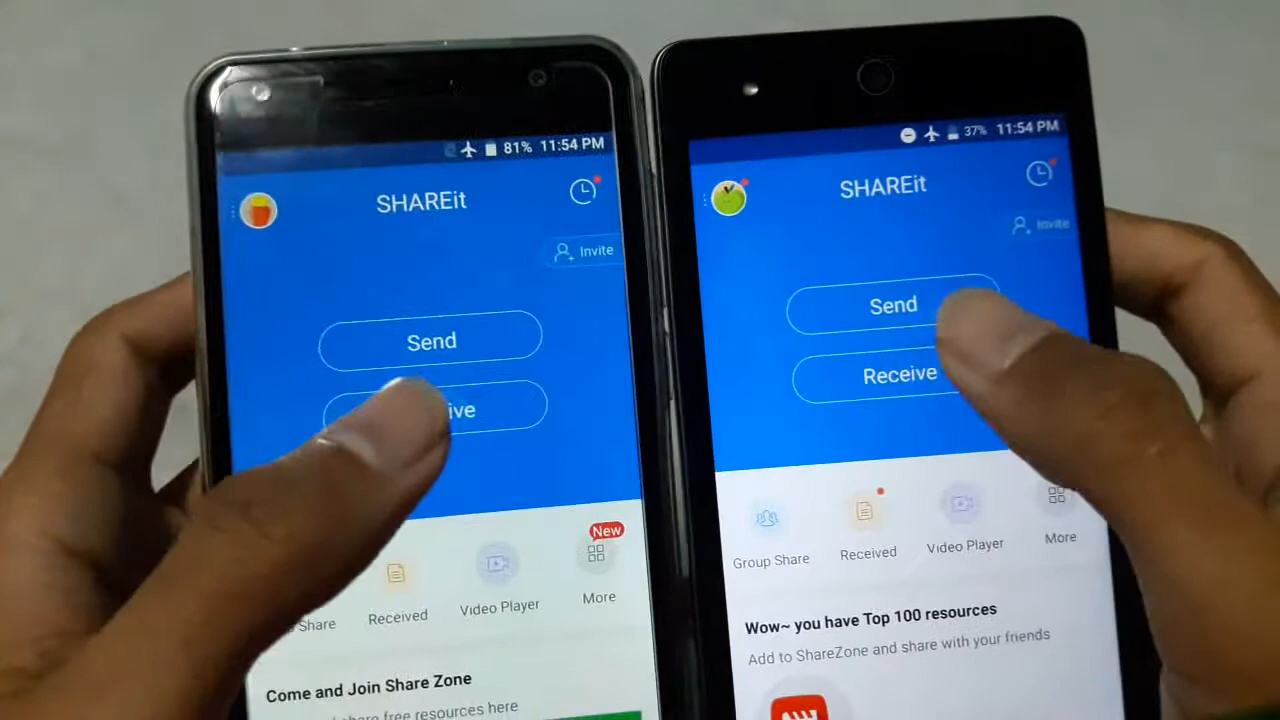 81% 11:54 PM
SHAREit
Invite
Send
ive
Share
Received
Video Player
New
More
Come and Join Share Zone
share free resources here
37% 11:54 PM
SHAREit
Invite
Send
Receive
Group Share
Received
Video Player
More
Wow~ you have Top 100 resources
Add to ShareZone and share with your friends